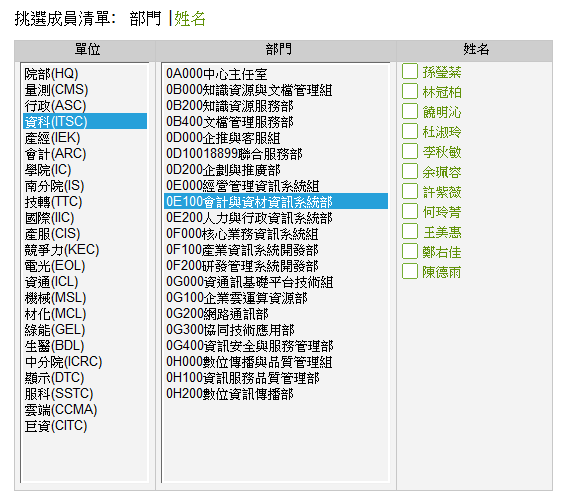 挑選成員清單: 部門 |姓名
單位 部門 姓名
院部(HQ)
量測(CMS)
行政(ASC)
資科(ITSC)
產經(IEK)
會計(ARC)
學院(IC)
南分院(IS)
技轉(TTC)
國際(IIC)
產服(CIS)
競爭力(KEC)
電光(EOL)
資通(ICL)
機械(MSL)
材化(MCL)
綠能(GEL)
生醫(BDL)
中分院(ICRC)
顯示(DTC)
服科(SSTC)
雲端(CCMA)
巨資(CITC)
0A000中心主任室
0B000知識資源與文檔管理組
0B200知識資源服務部
0B400文檔管理服務部
0D000企推與客服組
0D10018899聯合服務部
0D200企劃與推廣部
0E000經營管理資訊系統組
0E100會計與資材資訊系統部
0E200人力與行政資訊系統部
0F000核心業務資訊系統組
0F100產業資訊系統開發部
0F200研發管理系統開發部
0G000資通訊基礎平台技術組
0G100企業雲運算資源部
0G200網路通訊部
0G300協同技術應用部
0G400資訊安全與服務管理部
0H000數位傳播與品質管理組
0H100資訊服務品質管理部
0H200數位資訊傳播部
孫瑩棻
林冠柏
饒明沁
杜淑玲
李秋敏
余珮容
許紫薇
何玲菁
王美惠
鄭右佳
陳德雨